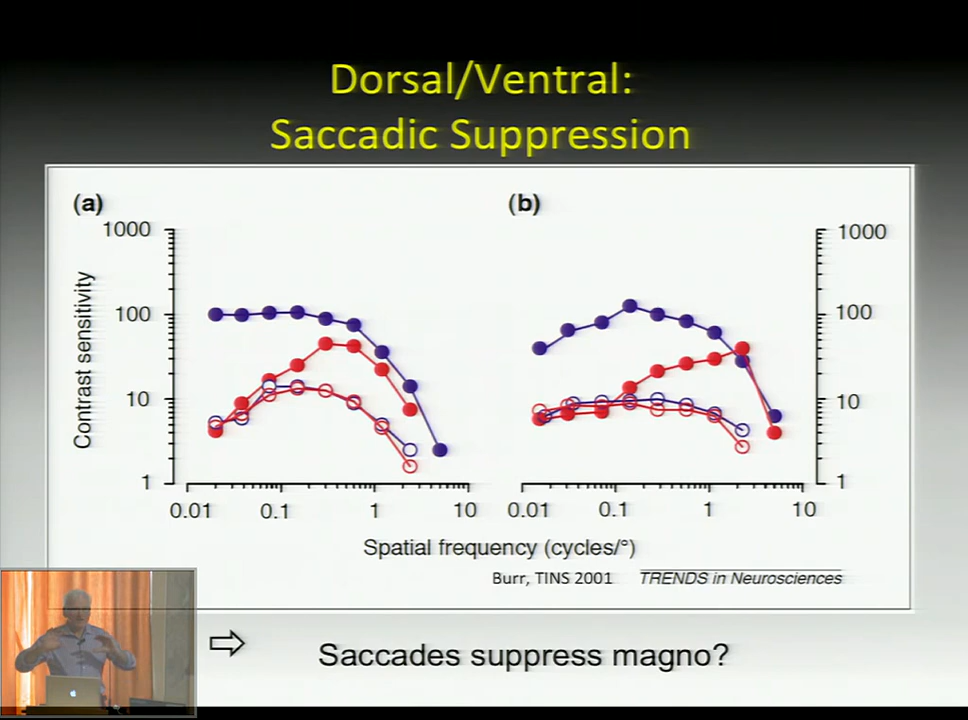 Dorsal/Ventral:
Saccadic Suppression
(a)
(b)
1000
100
10
1
Contrast sensitivity
0.01
0.1
1
10
0.01
0.1
1
10
1000
100
10
1
Spatial frequency (cycles/°)
Burr, TINS 2001
TRENDS in Neurosciences
⇨ Saccades suppress magno?